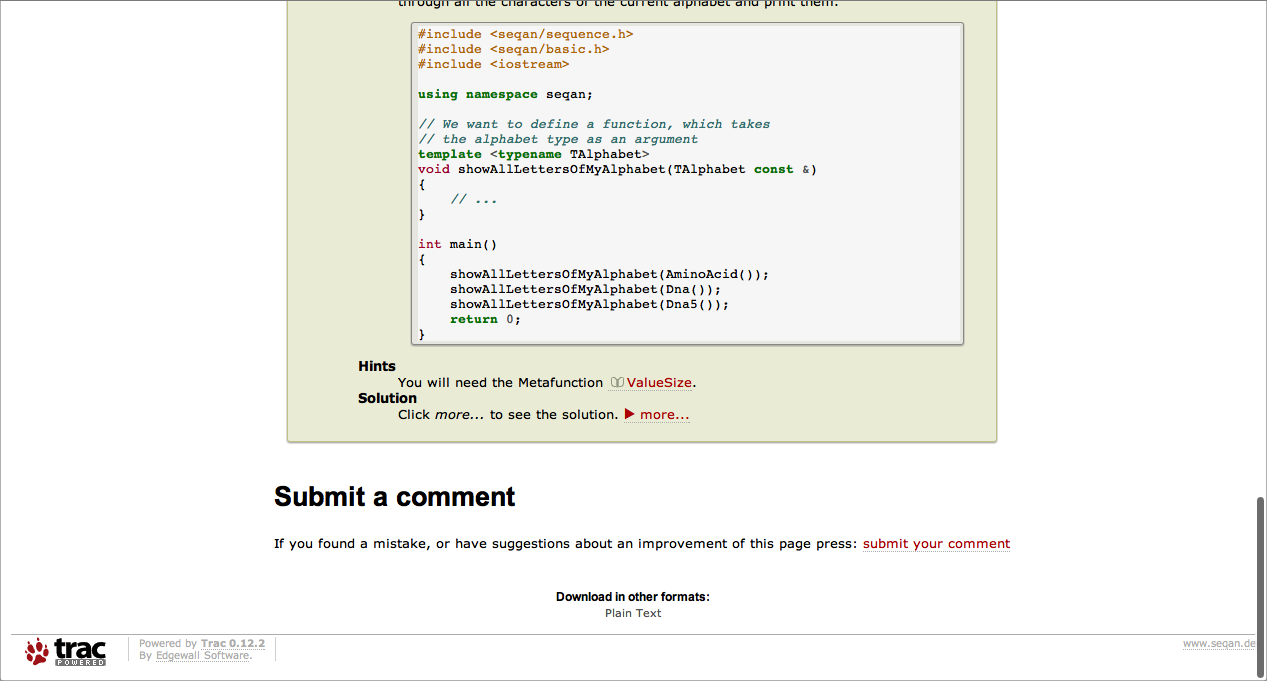 through all the characters of the current alphabet and print them:
#include <seqan/sequence.h>
#include <seqan/basic.h>
#include <iostream>
using namespace seqan;
// We want to define a function, which takes
// the alphabet type as an argument
template <typename TAlphabet>
void showAllLettersOfMyAlphabet(TAlphabet const &)
{
    // ...
}
int main()
{
    showAllLettersOfMyAlphabet(AminoAcid());
    showAllLettersOfMyAlphabet(Dna());
    showAllLettersOfMyAlphabet(Dna5());
    return 0;
}
Hints
You will need the Metafunction ValueSize.
Solution
Click more... to see the solution. ▶ more...
Submit a comment
If you found a mistake, or have suggestions about an improvement of this page press: submit your comment
Download in other formats:
Plain Text
trac
POWERED
Powered by Trac 0.12.2
By Edgewall Software.
www.seqan.de